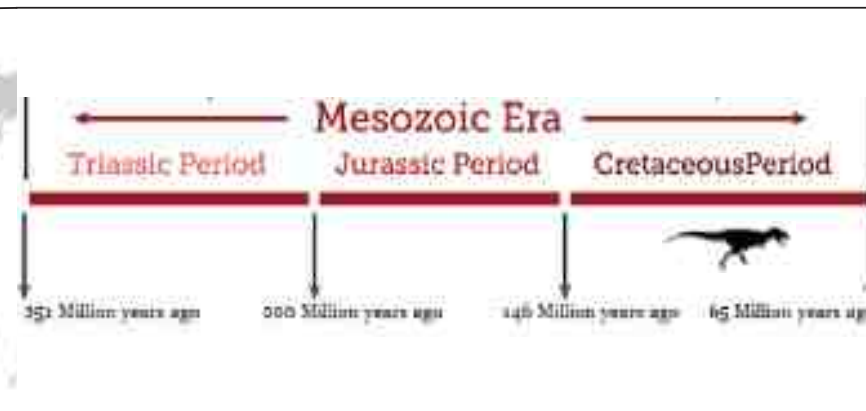 Mesozoic Era
Triassic Period Jurassic Period CretaceousPeriod
251 Million years ago 200 Million years ago 146 Million years ago 65 Million years